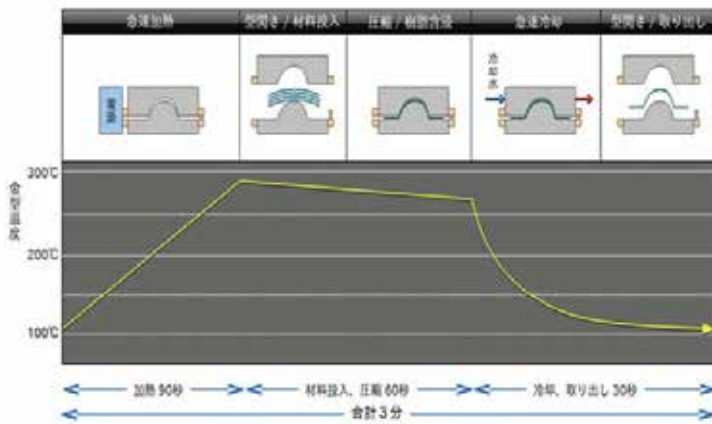 急速加熱
型開き / 材料投入
圧縮 / 樹脂含浸
急速冷却
型開き / 取り出し
冷却水
300℃
200℃
100℃
加熱 90秒
材料投入、圧縮 60秒
冷却、取り出し 30秒
合計 3 分